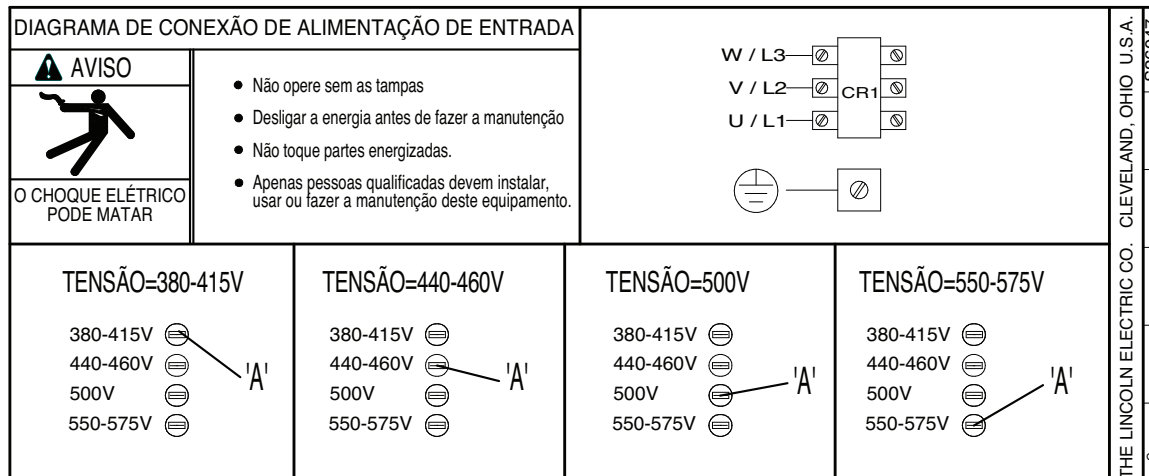 DIAGRAMA DE CONEXÃO DE ALIMENTAÇÃO DE ENTRADA
AVISO
O CHOQUE ELÉTRICO
PODE MATAR
Não opere sem as tampas
Desligar a energia antes de fazer a manutenção
Não toque partes energizadas.
Apenas pessoas qualificadas devem instalar,
usar ou fazer a manutenção deste equipamento.
W / L3
V / L2
U / L1
CR1
TENSÃO=380-415V
380-415V
440-460V
500V
550-575V
'A'
TENSÃO=440-460V
380-415V
440-460V
500V
550-575V
'A'
TENSÃO=500V
380-415V
440-460V
500V
550-575V
'A'
TENSÃO=550-575V
380-415V
440-460V
500V
550-575V
'A'
THE LINCOLN ELECTRIC CO. CLEVELAND, OHIO U.S.A.